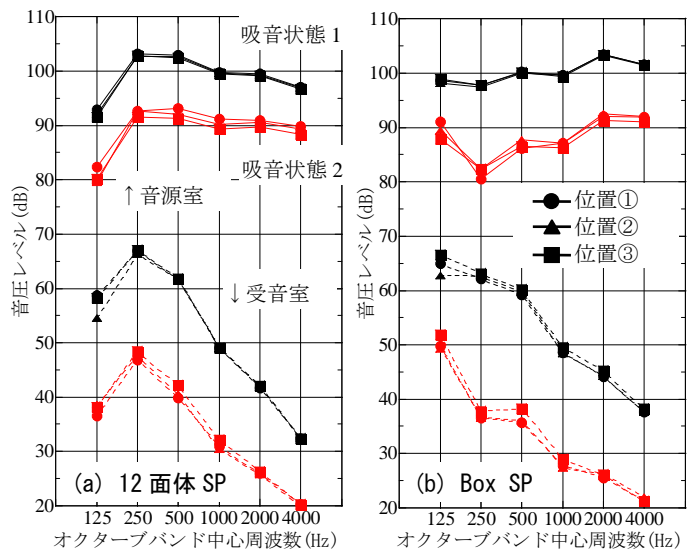 110
100
90
80
70
60
50
40
30
20
音圧レベル(dB)
吸音状態 1
吸音状態 2
↑音源室
↓受音室
(a) 12 面体 SP
125 250 500 1000 2000 4000
オクターブバンド中心周波数(Hz)
110
100
90
80
70
60
50
40
30
20
音圧レベル(dB)
位置①
位置②
位置③
(b) Box SP
125 250 500 1000 2000 4000
オクターブバンド中心周波数(Hz)